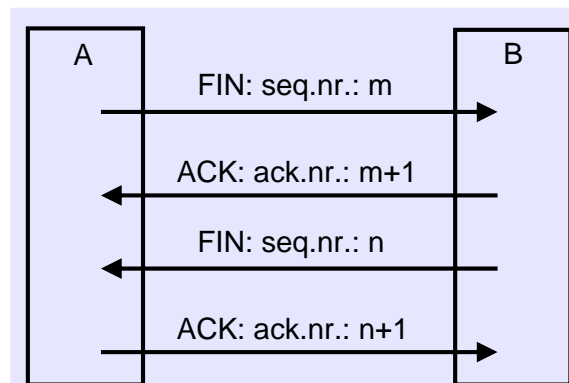 A
B
FIN: seq.nr.: m
ACK: ack.nr.: m+1
FIN: seq.nr.: n
ACK: ack.nr.: n+1